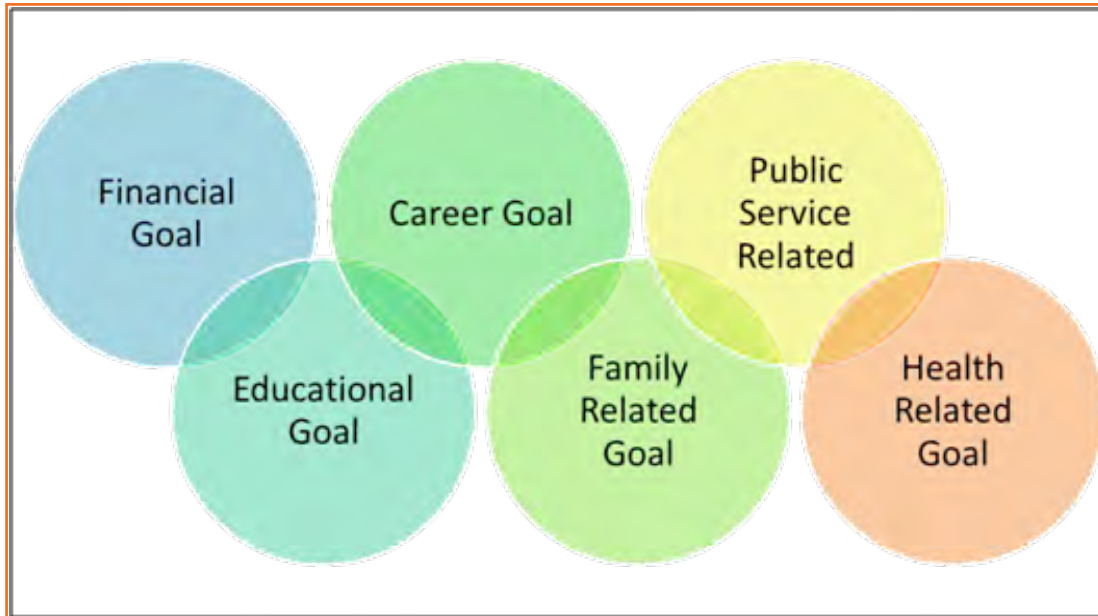 Financial
Goal
Career Goal
Public
Service
Related
Educational
Goal
Family
Related
Goal
Health
Related
Goal